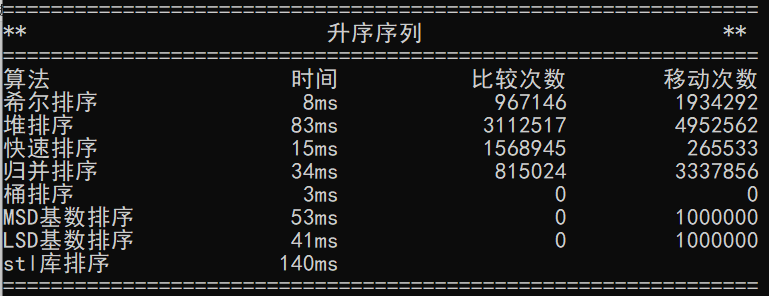 ================================================================
** 升序序列 **
================================================================
算法 时间 比较次数 移动次数
希尔排序 8ms 967146 1934292
堆排序 83ms 3112517 4952562
快速排序 15ms 1568945 265533
归并排序 34ms 815024 3337856
桶排序 3ms 0 0
MSD基数排序 53ms 0 1000000
LSD基数排序 41ms 0 1000000
stl库排序 140ms
================================================================